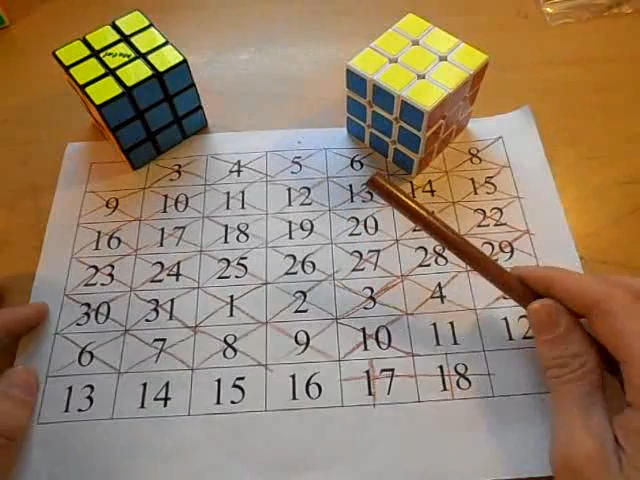 3 4 5 6 8
9 10 11 12 13 14 15
16 17 18 19 20 22
23 24 25 26 27 28 29
30 31 1 2 3 4
6 7 8 9 10 11 12
13 14 15 16 17 18